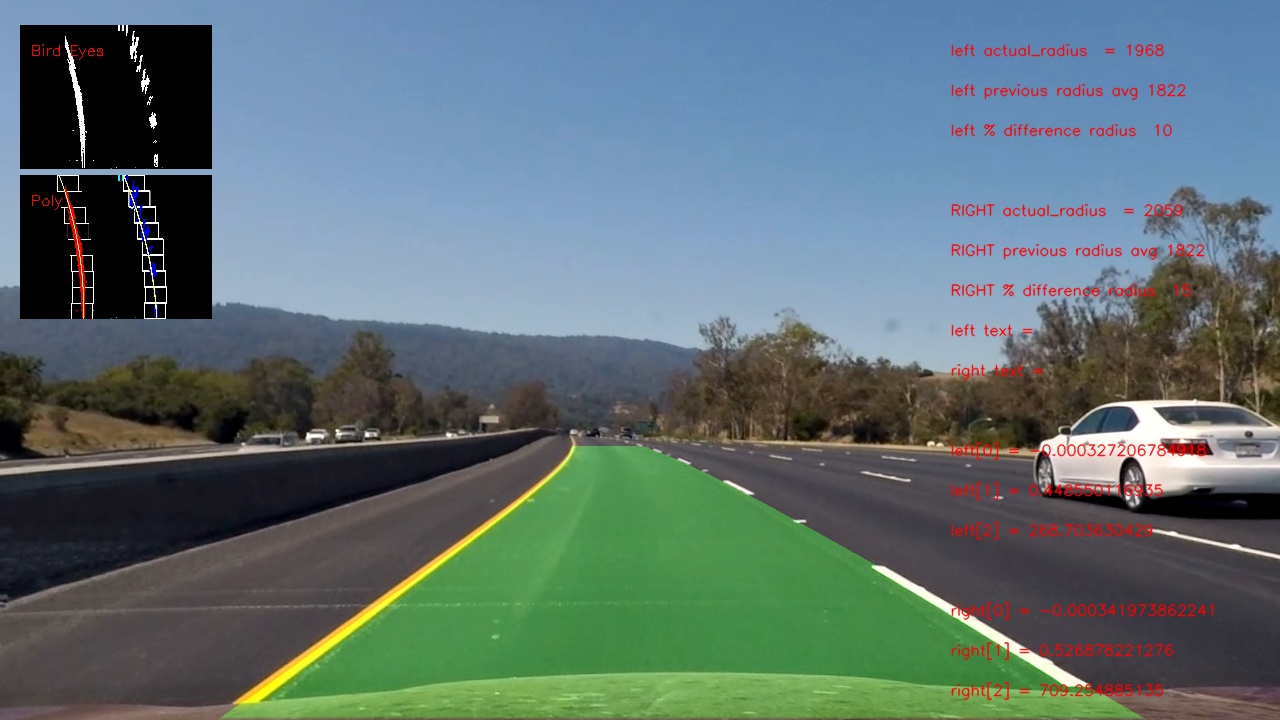 Bird Eyes
Poly
left actual_radius = 1968
left previous radius avg 1822
left % difference radius 10
RIGHT actual_radius = 2059
RIGHT previous radius avg 1822
RIGHT % difference radius 15
left text =
right text =
left[0] = -0.000327206784918
left[1] = 0.448550116935
left[2] = 268.703630429
right[0] = -0.000341973862241
right[1] = 0.526878221276
right[2] = 709.254885135